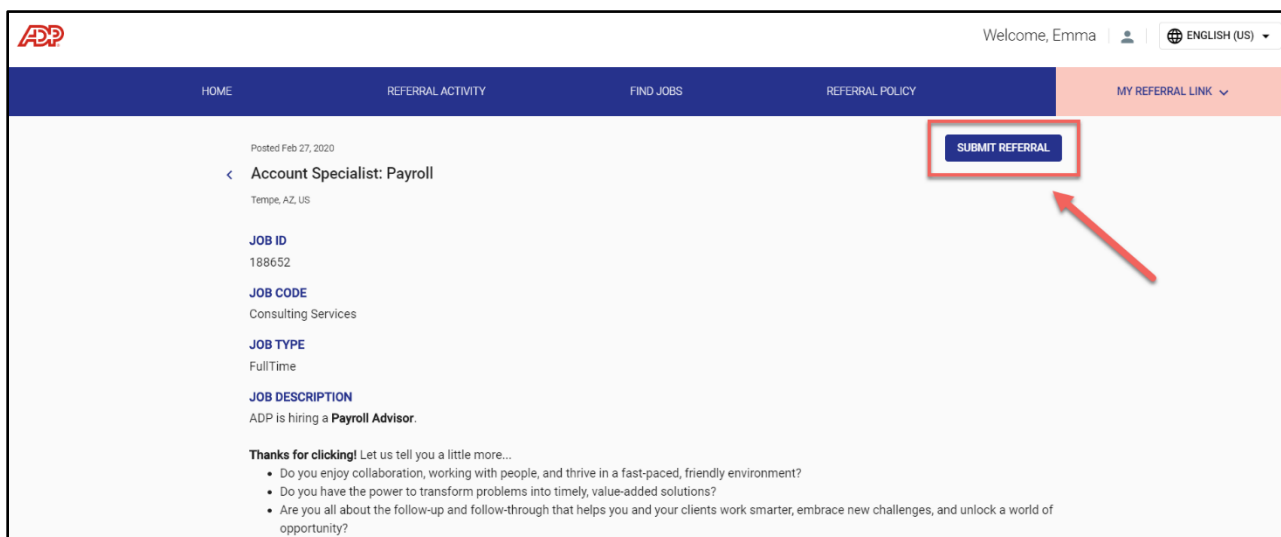 ADP
Welcome, Emma
ENGLISH (US)
HOME
REFERRAL ACTIVITY
FIND JOBS
REFERRAL POLICY
MY REFERRAL LINK
Posted Feb 27, 2020
SUBMIT REFERRAL
Account Specialist: Payroll
Tempe, AZ, US
JOB ID
188652
JOB CODE
Consulting Services
JOB TYPE
FullTime
JOB DESCRIPTION
ADP is hiring a Payroll Advisor.
Thanks for clicking! Let us tell you a little more...
• Do you enjoy collaboration, working with people, and thrive in a fast-paced, friendly environment?
• Do you have the power to transform problems into timely, value-added solutions?
• Are you all about the follow-up and follow-through that helps you and your clients work smarter, embrace new challenges, and unlock a world of
opportunity?